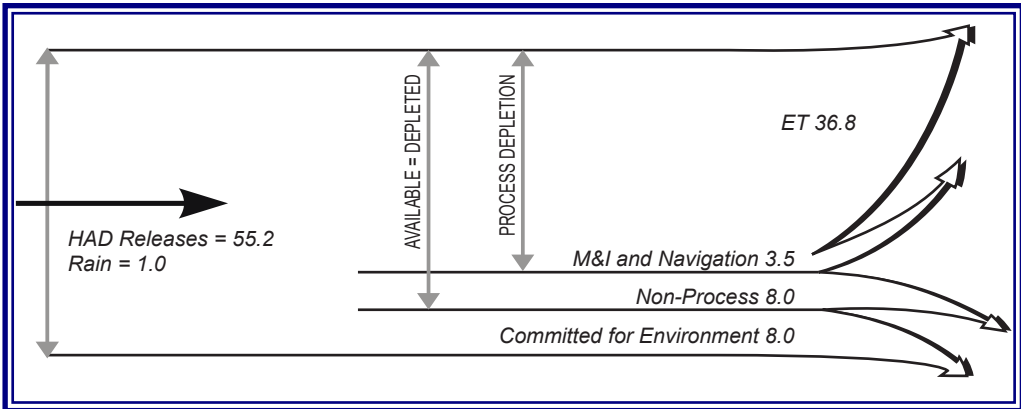 ET 36.8
AVAILABLE = DEPLETED
PROCESS DEPLETION
HAD Releases = 55.2
Rain = 1.0
M&I and Navigation 3.5
Non-Process 8.0
Committed for Environment 8.0